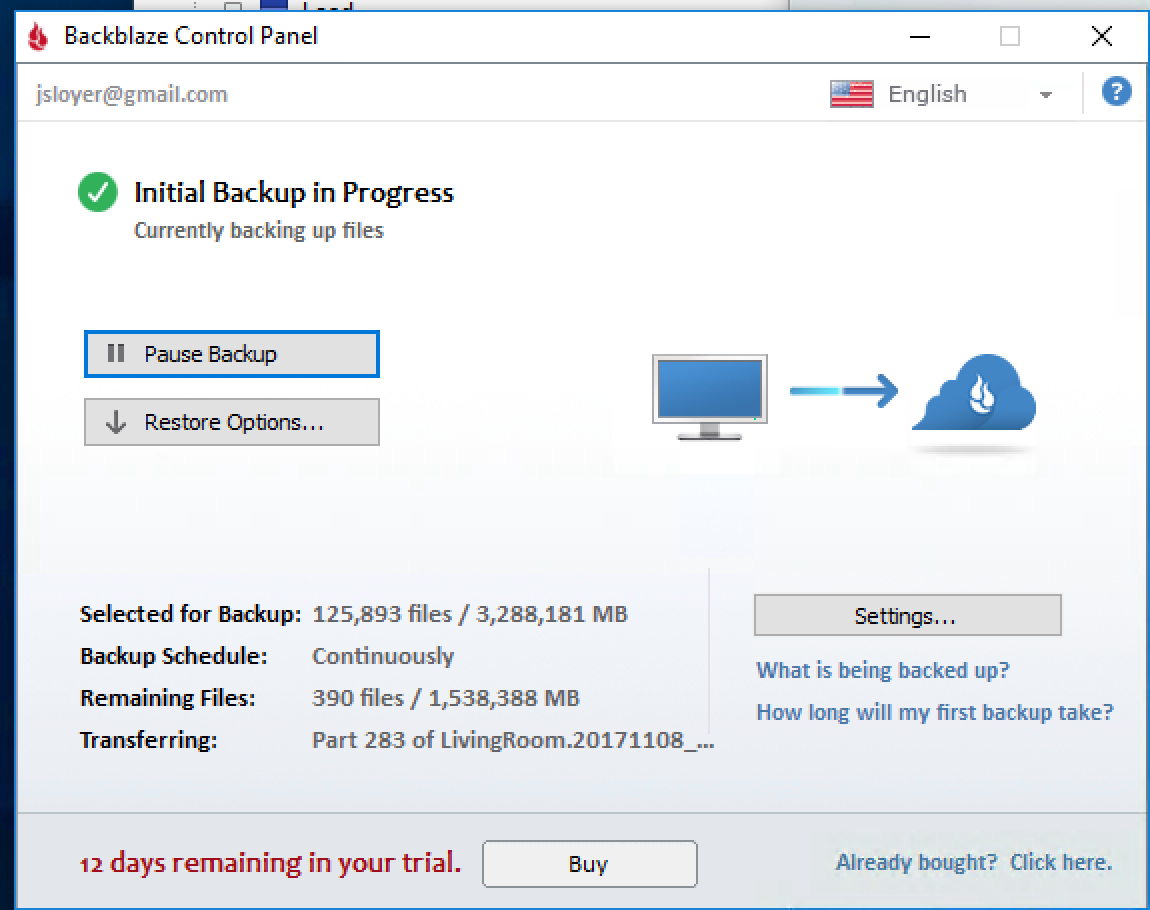 Backblaze Control Panel
jsloyer@gmail.com
English
?
Initial Backup in Progress
Currently backing up files
Pause Backup
Restore Options...
Selected for Backup: 125,893 files / 3,288,181 MB
Backup Schedule: Continuously
Remaining Files: 390 files / 1,538,388 MB
Transferring: Part 283 of LivingRoom.20171108_...
Settings...
What is being backed up?
How long will my first backup take?
12 days remaining in your trial.
Buy
Already bought? Click here.